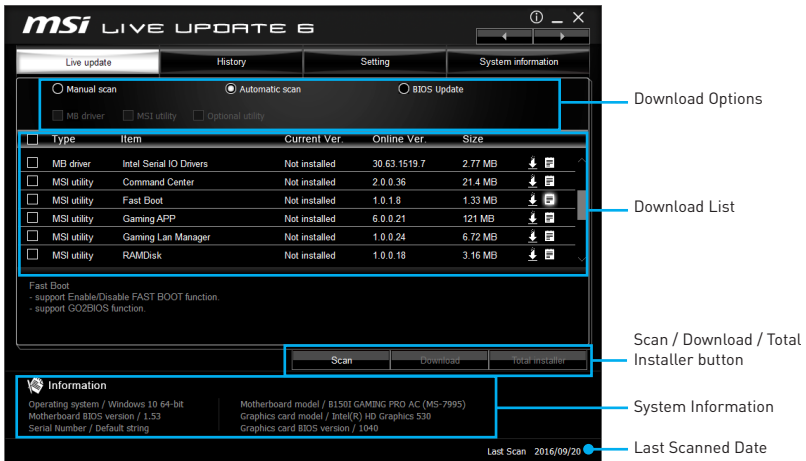 msi LIVE UPDATE 6
Live update History Setting System information
Manual scan Automatic scan BIOS Update
MB driver MSI utility Optional utility
Download Options
Type Item Current Ver. Online Ver. Size
MB driver Intel Serial IO Drivers Not installed 30.63.1519.7 2.77 MB
MSI utility Command Center Not installed 2.0.0.36 21.4 MB
MSI utility Fast Boot Not installed 1.0.1.8 1.33 MB
Download List
MSI utility Gaming APP Not installed 6.0.0.21 121 MB
MSI utility Gaming Lan Manager Not installed 1.0.0.24 6.72 MB
MSI utility RAMDisk Not installed 1.0.0.18 3.16 MB
Fast Boot
- support Enable/Disable FAST BOOT function.
- support GO2BIOS function.
Scan Download Total installer
Scan / Download / Total
Installer button
Information
Operating system / Windows 10 64-bit Motherboard model / B150I GAMING PRO AC (MS-7995)
Motherboard BIOS version / 1.53 Graphics card model / Intel(R) HD Graphics 530
Serial Number / Default string Graphics card BIOS version / 1040
System Information
Last Scan 2016/09/20
Last Scanned Date